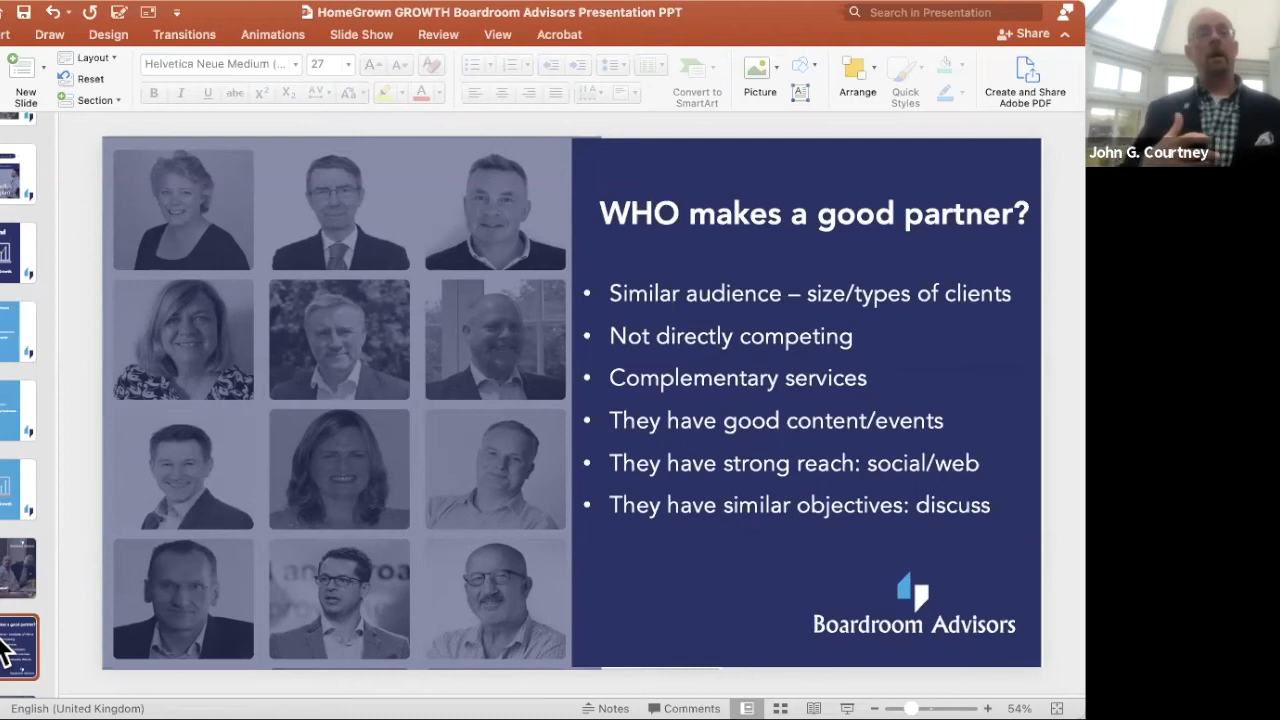 HomeGrown GROWTH Boardroom Advisors Presentation PPT
Search in Presentation
Draw
Design
Transitions
Animations
Slide Show
Review
View
Acrobat
Share
New
Slide
Layout
Reset
Section
Helvetica Neue Medium (...
27
Convert to
SmartArt
Picture
Arrange
Quick
Styles
Create and Share
Adobe PDF
John G. Courtney
WHO makes a good partner?
• Similar audience – size/types of clients
• Not directly competing
• Complementary services
• They have good content/events
• They have strong reach: social/web
• They have similar objectives: discuss
Boardroom Advisors
English (United Kingdom)
Notes
Comments
54%